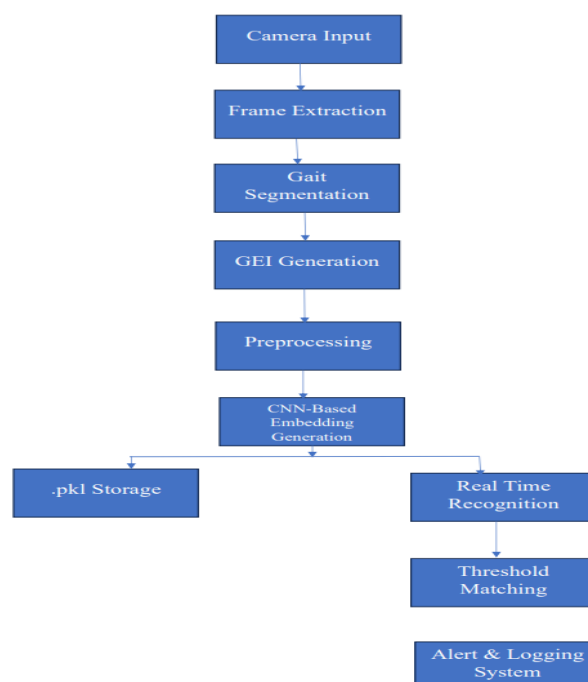 Camera Input
Frame Extraction
Gait
Segmentation
GEI Generation
Preprocessing
CNN-Based
Embedding
Generation
.pkl Storage
Real Time
Recognition
Threshold
Matching
Alert & Logging
System